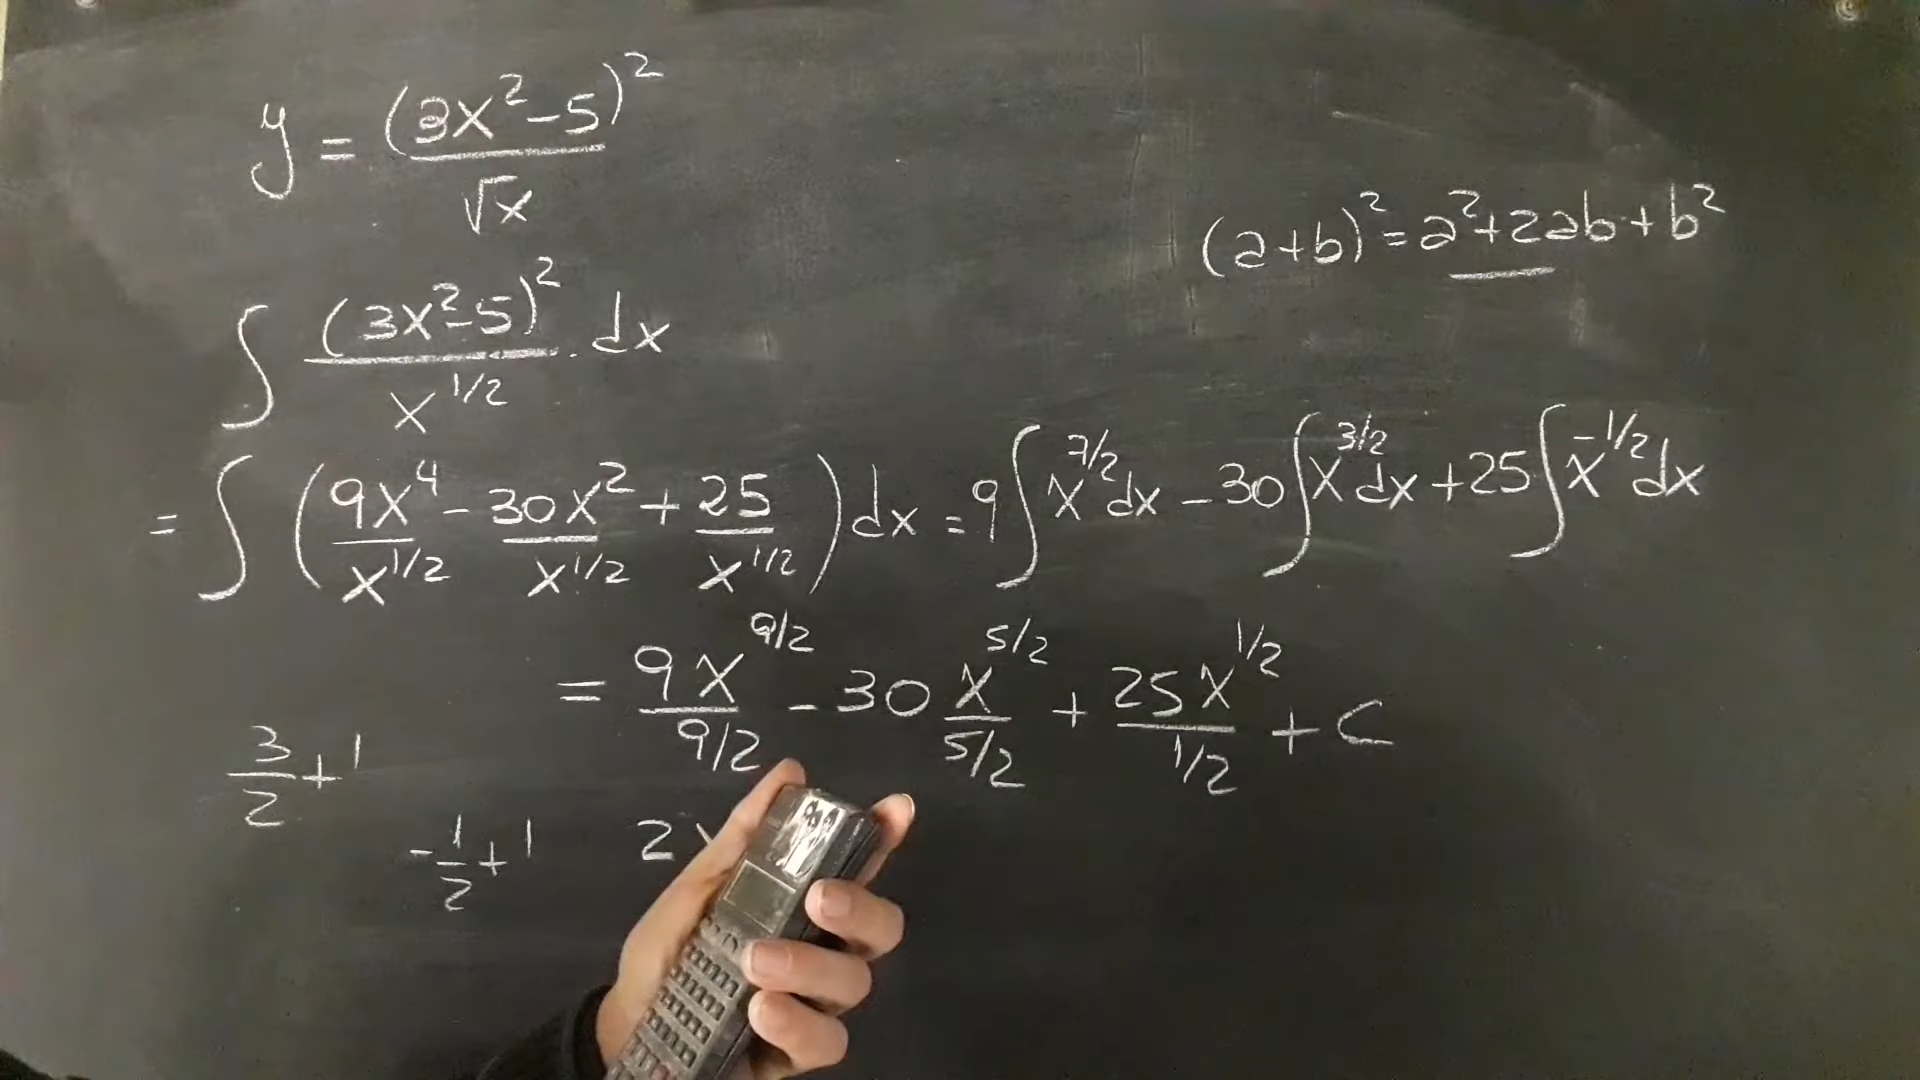 y = (3x²-5)²/√x
(a+b)² = a²+2ab+b²
∫ (3x²-5)²/x^1/2 . dx
= ∫ (9x⁴/x^1/2 - 30x²/x^1/2 + 25/x^1/2) dx = 9∫x^7/2 dx - 30∫x^3/2 dx + 25∫x^-1/2 dx
= 9x^9/2/9/2 - 30 x^5/2/5/2 + 25x^1/2/1/2 + C
3/2+1
-1/2+1
2